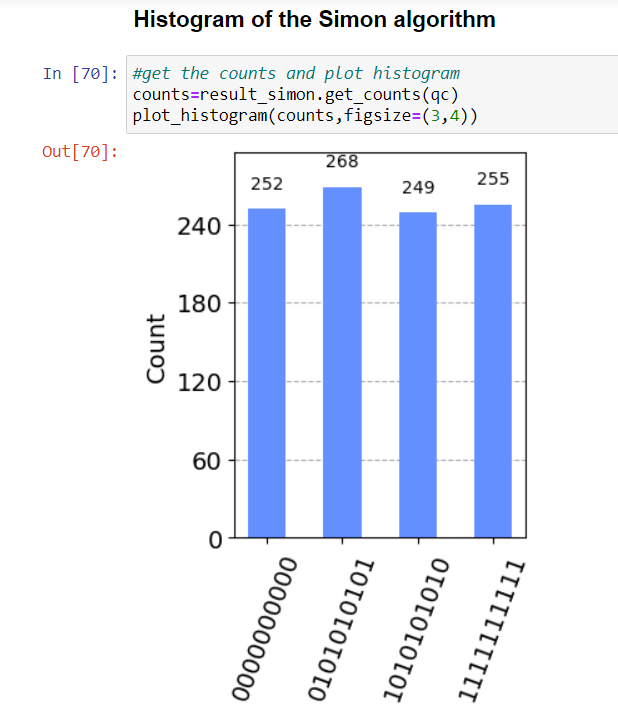 Histogram of the Simon algorithm
In [70]: #get the counts and plot histogram
counts=result_simon.get_counts(qc)
plot_histogram(counts,figsize=(3,4))
Out[70]:
252
268
249
255
240
180
120
60
0
Count
0000000000
0101010101
1010101010
1111111111